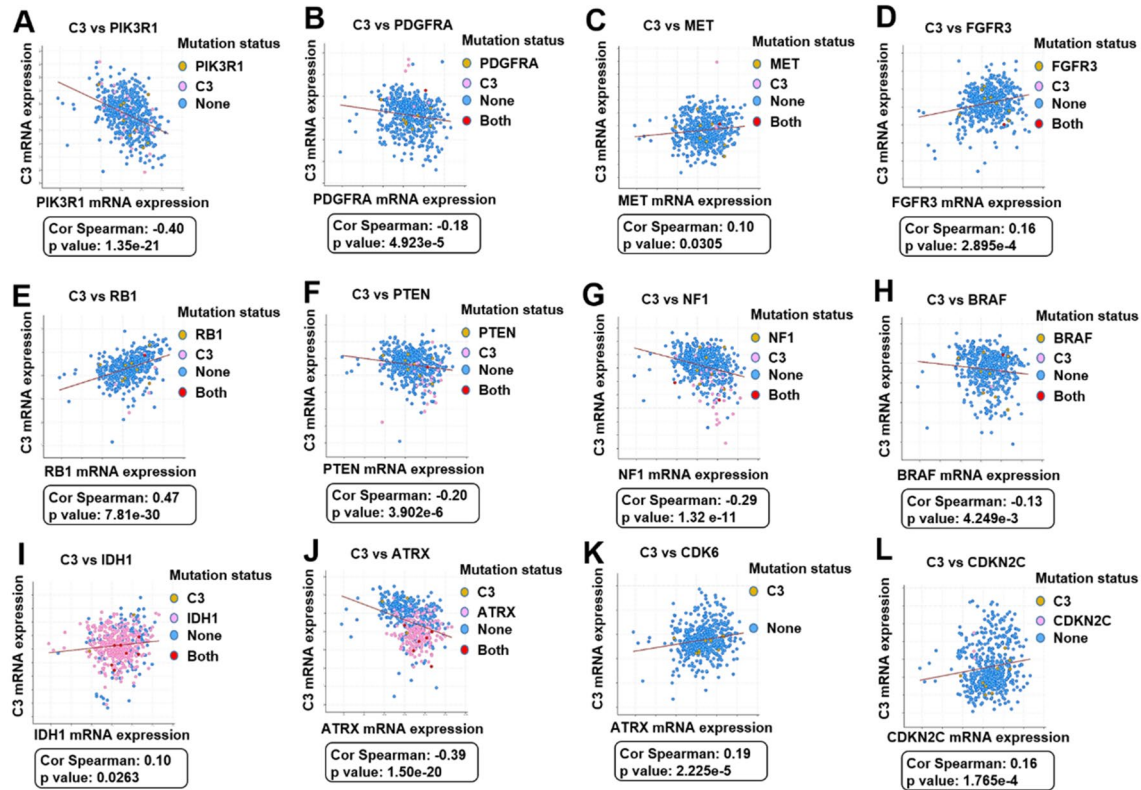 A
C3 vs PIK3R1
Mutation status
PIK3R1
C3
None
C3 mRNA expression
PIK3R1 mRNA expression
Cor Spearman: -0.40
p value: 1.35e-21
B
C3 vs PDGFRA
Mutation status
PDGFRA
C3
None
Both
C3 mRNA expression
PDGFRA mRNA expression
Cor Spearman: -0.18
p value: 4.923e-5
C
C3 vs MET
Mutation status
MET
C3
None
C3 mRNA expression
MET mRNA expression
Cor Spearman: 0.10
p value: 0.0305
D
C3 vs FGFR3
Mutation status
FGFR3
C3
None
Both
C3 mRNA expression
FGFR3 mRNA expression
Cor Spearman: 0.16
p value: 2.895e-4
E
C3 vs RB1
Mutation status
RB1
C3
None
Both
C3 mRNA expression
RB1 mRNA expression
Cor Spearman: 0.47
p value: 7.81e-30
F
C3 vs PTEN
Mutation status
PTEN
C3
None
Both
C3 mRNA expression
PTEN mRNA expression
Cor Spearman: -0.20
p value: 3.902e-6
G
C3 vs NF1
Mutation status
NF1
C3
None
Both
C3 mRNA expression
NF1 mRNA expression
Cor Spearman: -0.29
p value: 1.32 e-11
H
C3 vs BRAF
Mutation status
BRAF
C3
None
Both
C3 mRNA expression
BRAF mRNA expression
Cor Spearman: -0.13
p value: 4.249e-3
I
C3 vs IDH1
Mutation status
C3
IDH1
None
Both
C3 mRNA expression
IDH1 mRNA expression
Cor Spearman: 0.10
p value: 0.0263
J
C3 vs ATRX
Mutation status
C3
ATRX
None
Both
C3 mRNA expression
ATRX mRNA expression
Cor Spearman: -0.39
p value: 1.50e-20
K
C3 vs CDK6
Mutation status
C3
None
C3 mRNA expression
ATRX mRNA expression
Cor Spearman: 0.19
p value: 2.225e-5
L
C3 vs CDKN2C
Mutation status
C3
CDKN2C
None
C3 mRNA expression
CDKN2C mRNA expression
Cor Spearman: 0.16
p value: 1.765e-4